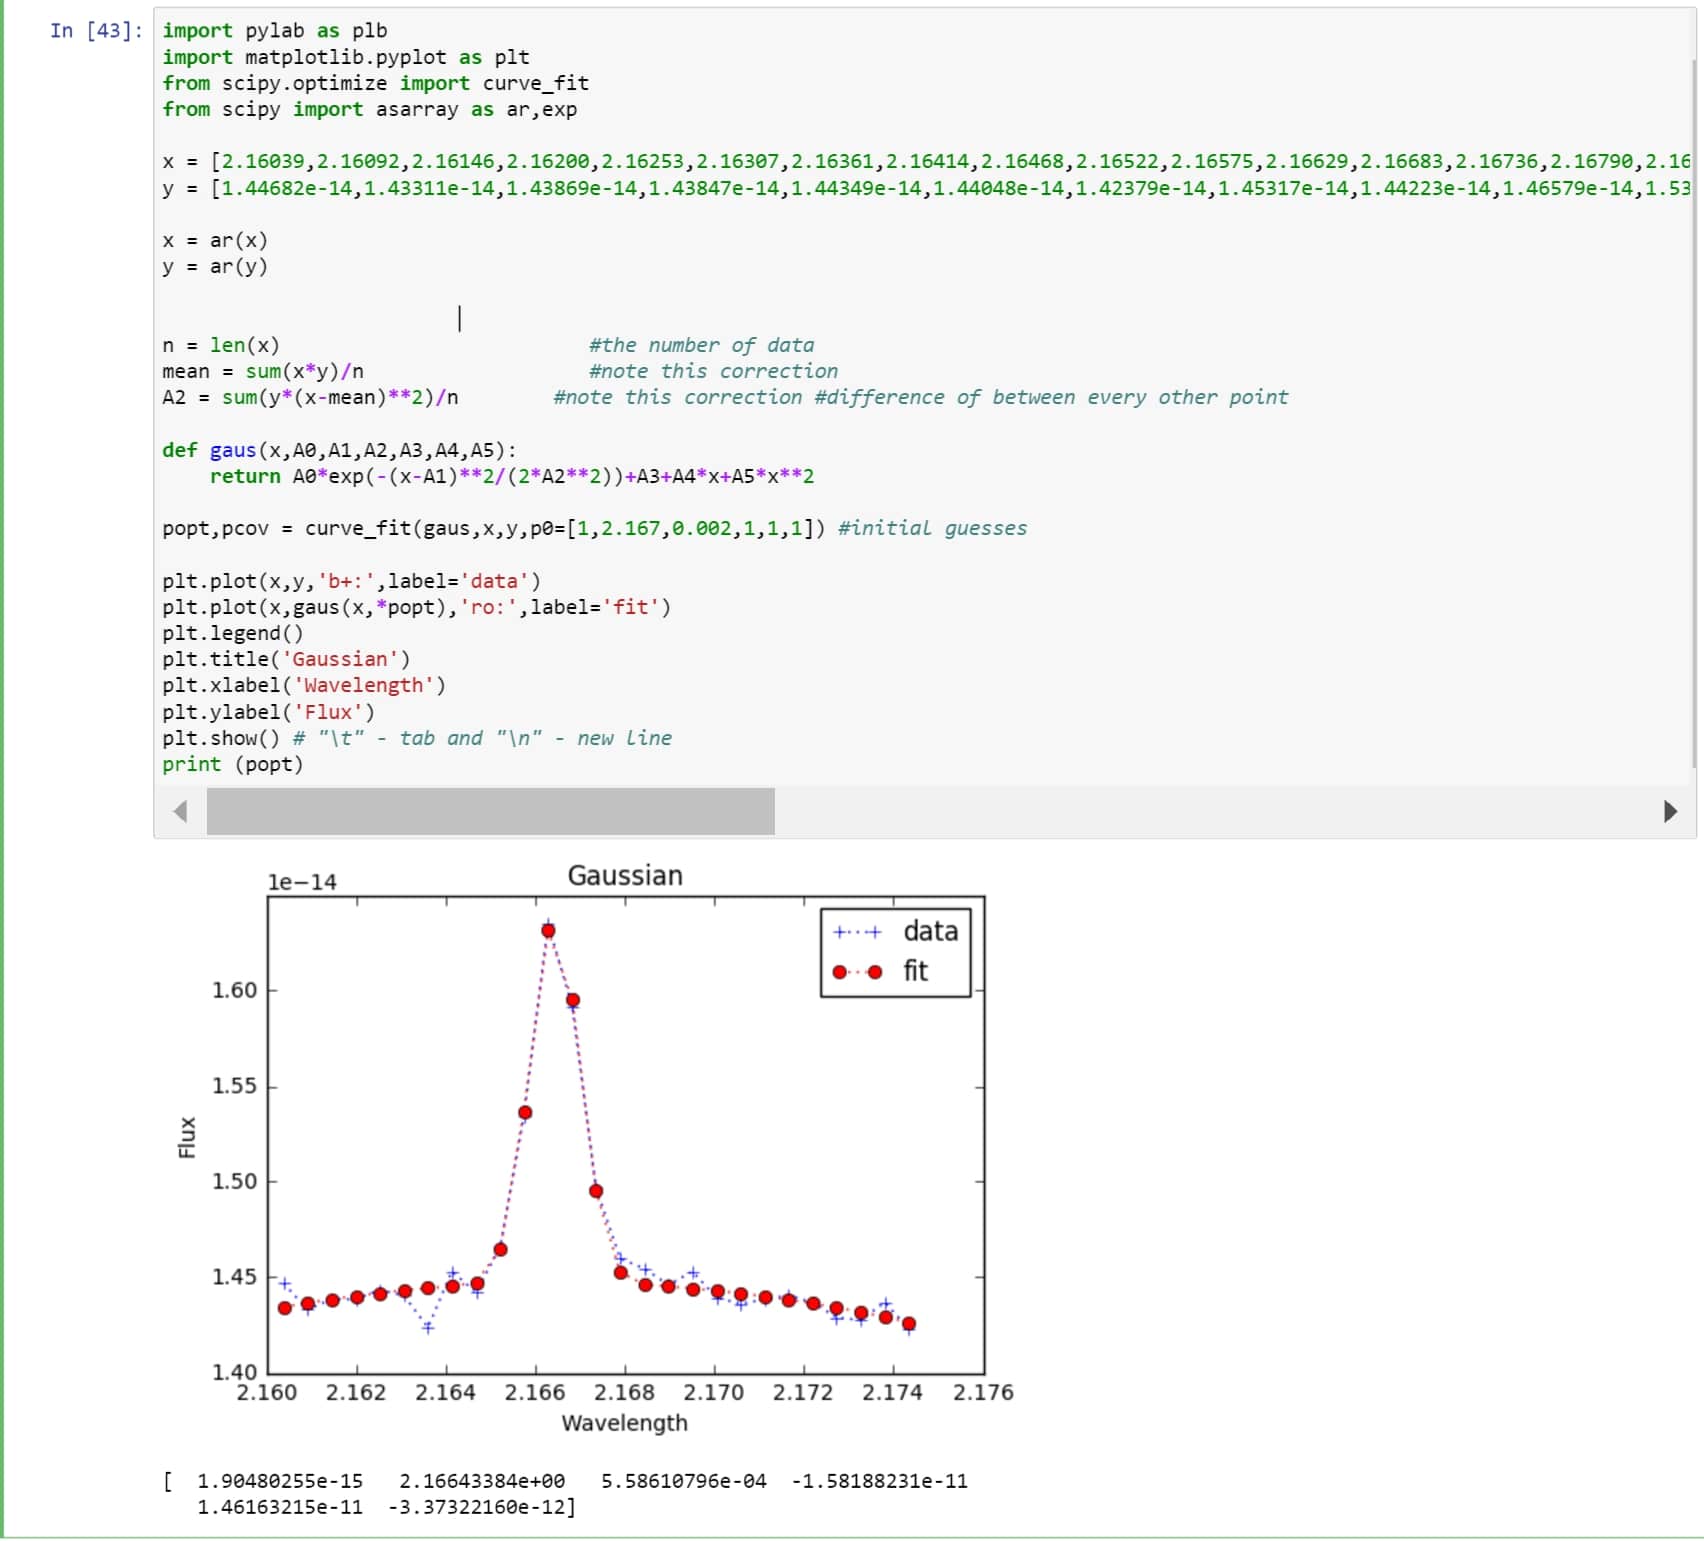 In [43]:
import pylab as plb
import matplotlib.pyplot as plt
from scipy.optimize import curve_fit
from scipy import asarray as ar,exp
x = [2.16039,2.16092,2.16146,2.16200,2.16253,2.16307,2.16361,2.16414,2.16468,2.16522,2.16575,2.16629,2.16683,2.16736,2.16790,2.16
y = [1.44682e-14,1.43311e-14,1.43869e-14,1.43847e-14,1.44349e-14,1.44048e-14,1.42379e-14,1.45317e-14,1.44223e-14,1.46579e-14,1.53
x = ar(x)
y = ar(y)
n = len(x) #the number of data
mean = sum(x*y)/n #note this correction
A2 = sum(y*(x-mean)**2)/n #note this correction #difference of between every other point
def gaus(x,A0,A1,A2,A3,A4,A5):
    return A0*exp(-(x-A1)**2/(2*A2**2))+A3+A4*x+A5*x**2
popt,pcov = curve_fit(gaus,x,y,p0=[1,2.167,0.002,1,1,1]) #initial guesses
plt.plot(x,y,'b+:',label='data')
plt.plot(x,gaus(x,*popt),'ro:',label='fit')
plt.legend()
plt.title('Gaussian')
plt.xlabel('Wavelength')
plt.ylabel('Flux')
plt.show() # "\t" - tab and "\n" - new line
print (popt)
1e−14
Gaussian
data
fit
1.60
1.55
1.50
1.45
1.40
Flux
2.160 2.162 2.164 2.166 2.168 2.170 2.172 2.174 2.176
Wavelength
[ 1.90480255e-15 2.16643384e+00 5.58610796e-04 -1.58188231e-11
1.46163215e-11 -3.37322160e-12]